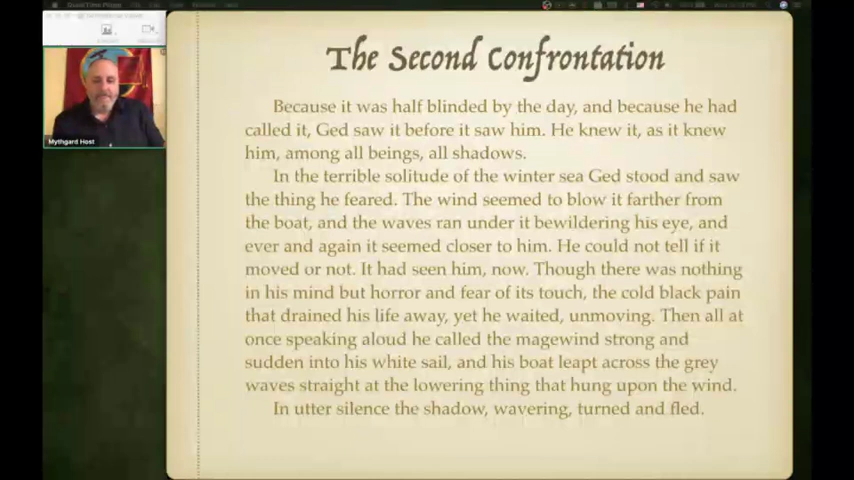 Mythgard Host
The Second Confrontation
Because it was half blinded by the day, and because he had
called it, Ged saw it before it saw him. He knew it, as it knew
him, among all beings, all shadows.
In the terrible solitude of the winter sea Ged stood and saw
the thing he feared. The wind seemed to blow it farther from
the boat, and the waves ran under it bewildering his eye, and
ever and again it seemed closer to him. He could not tell if it
moved or not. It had seen him, now. Though there was nothing
in his mind but horror and fear of its touch, the cold black pain
that drained his life away, yet he waited, unmoving. Then all at
once speaking aloud he called the magewind strong and
sudden into his white sail, and his boat leapt across the grey
waves straight at the lowering thing that hung upon the wind.
In utter silence the shadow, wavering, turned and fled.